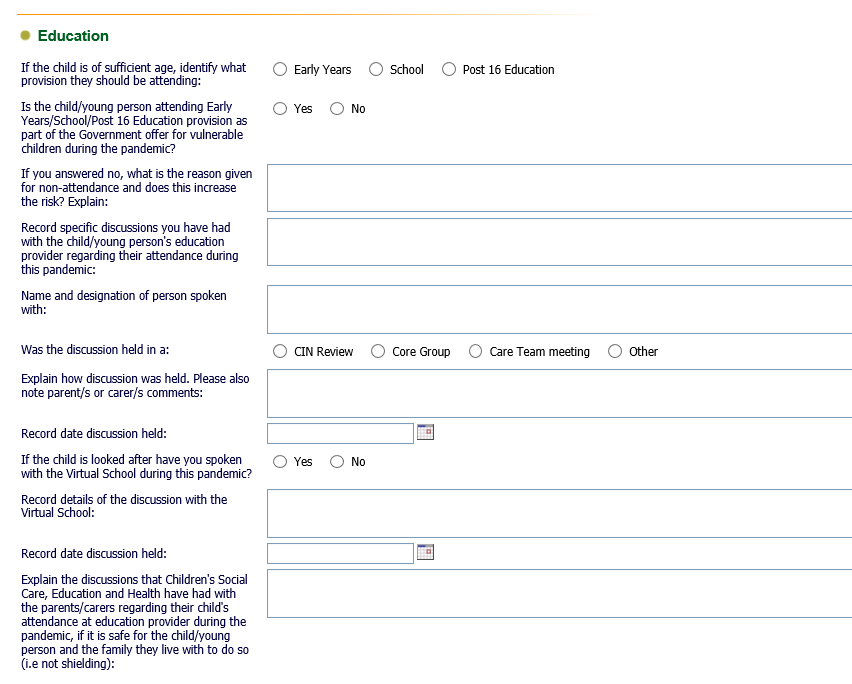 Education
If the child is of sufficient age, identify what
provision they should be attending:
Early Years School Post 16 Education
Is the child/young person attending Early
Years/School/Post 16 Education provision as
part of the Government offer for vulnerable
children during the pandemic?
Yes No
If you answered no, what is the reason given
for non-attendance and does this increase
the risk? Explain:
Record specific discussions you have had
with the child/young person's education
provider regarding their attendance during
this pandemic:
Name and designation of person spoken
with:
Was the discussion held in a:
CIN Review Core Group Care Team meeting Other
Explain how discussion was held. Please also
note parent/s or carer/s comments:
Record date discussion held:
If the child is looked after have you spoken
with the Virtual School during this pandemic?
Yes No
Record details of the discussion with the
Virtual School:
Record date discussion held:
Explain the discussions that Children's Social
Care, Education and Health have had with
the parents/carers regarding their child's
attendance at education provider during the
pandemic, if it is safe for the child/young
person and the family they live with to do so
(i.e not shielding):